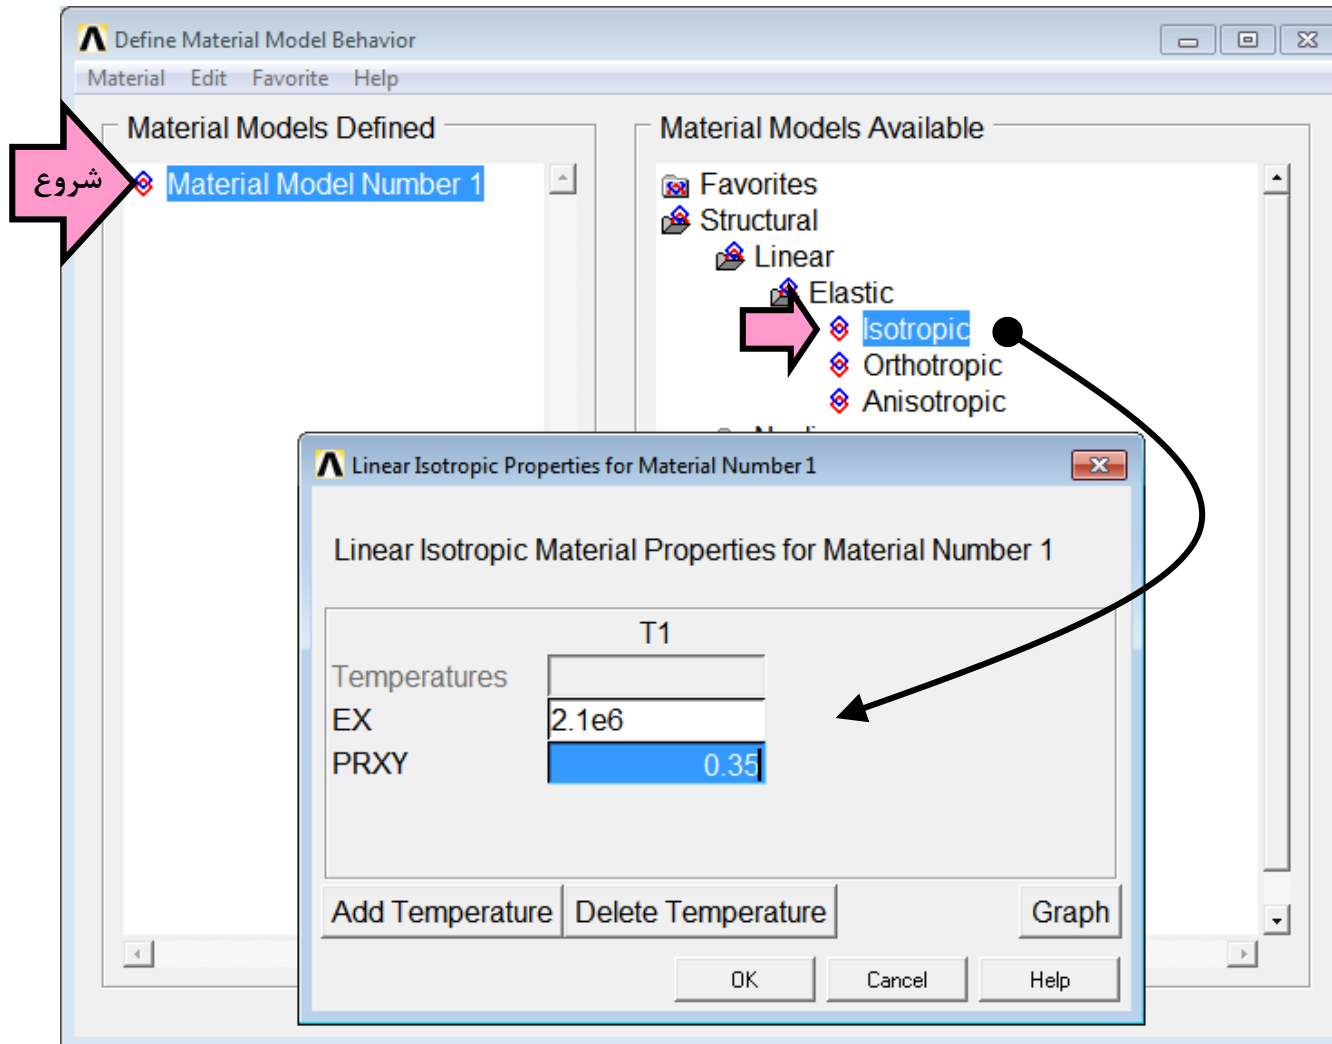 Define Material Model Behavior
Material Edit Favorite Help
Material Models Defined
Material Models Available
شروع
Material Model Number 1
Favorites
Structural
Linear
Elastic
Isotropic
Orthotropic
Anisotropic
Linear Isotropic Properties for Material Number 1
Linear Isotropic Material Properties for Material Number 1
T1
Temperatures
EX 2.1e6
PRXY 0.35
Add Temperature Delete Temperature Graph
OK Cancel Help